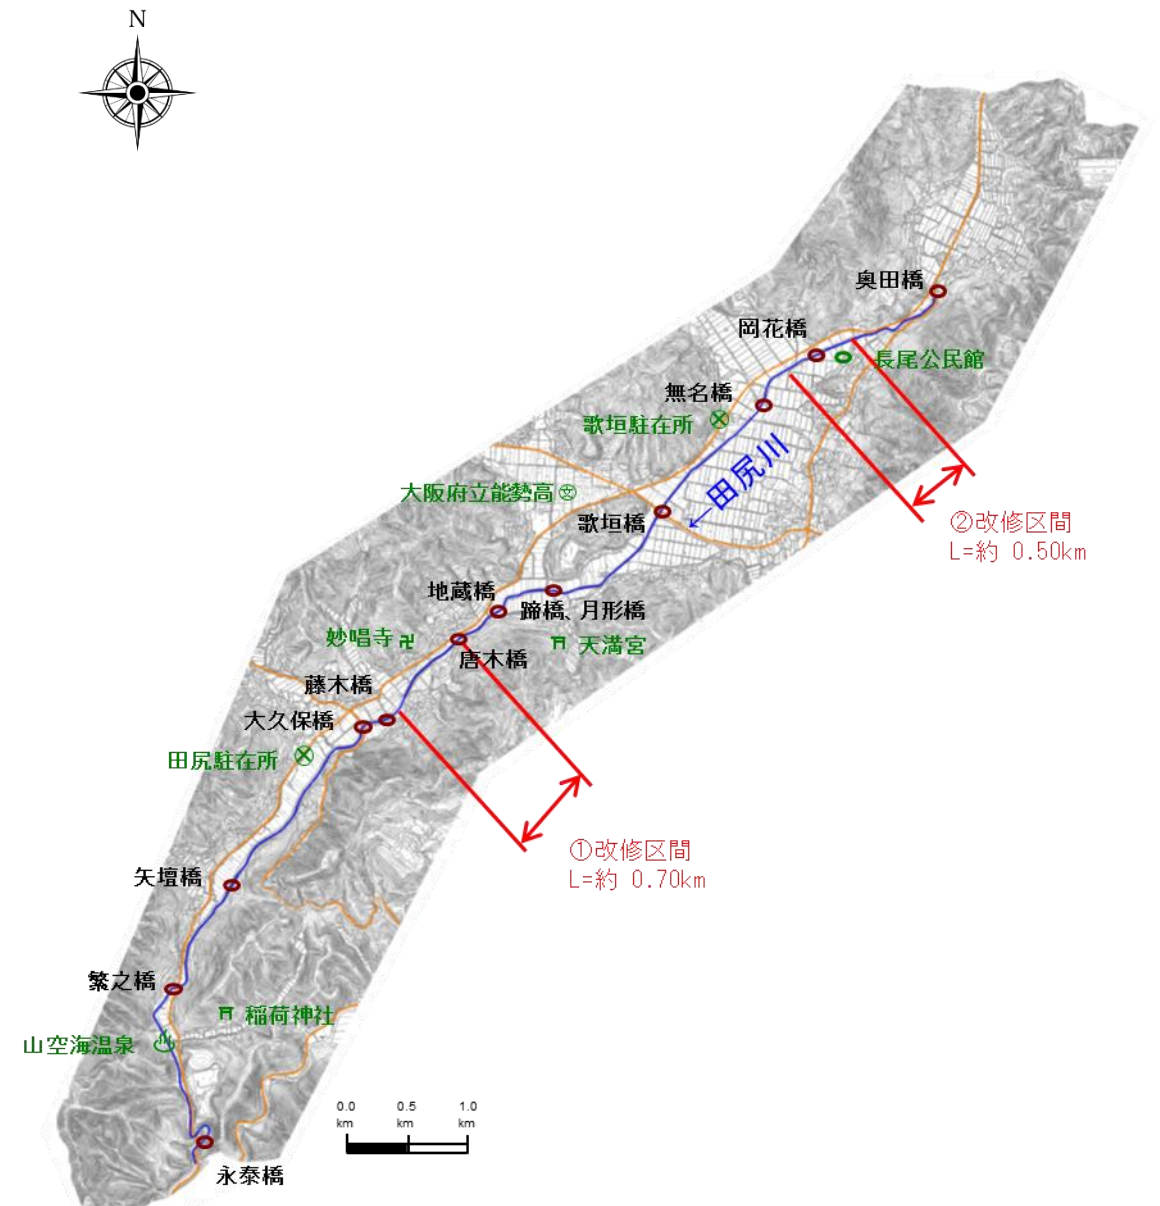 N
奥田橋
岡花橋
長尾公民館
無名橋
歌垣駐在所
←田尻川
大阪府立能勢高
歌垣橋
②改修区間
L=約 0.50km
地蔵橋
蹄橋、月形橋
妙唱寺
天満宮
唐木橋
藤木橋
大久保橋
田尻駐在所
①改修区間
L=約 0.70km
矢壇橋
繁之橋
稲荷神社
山空海温泉
0.0 0.5 1.0
km km km
永泰橋